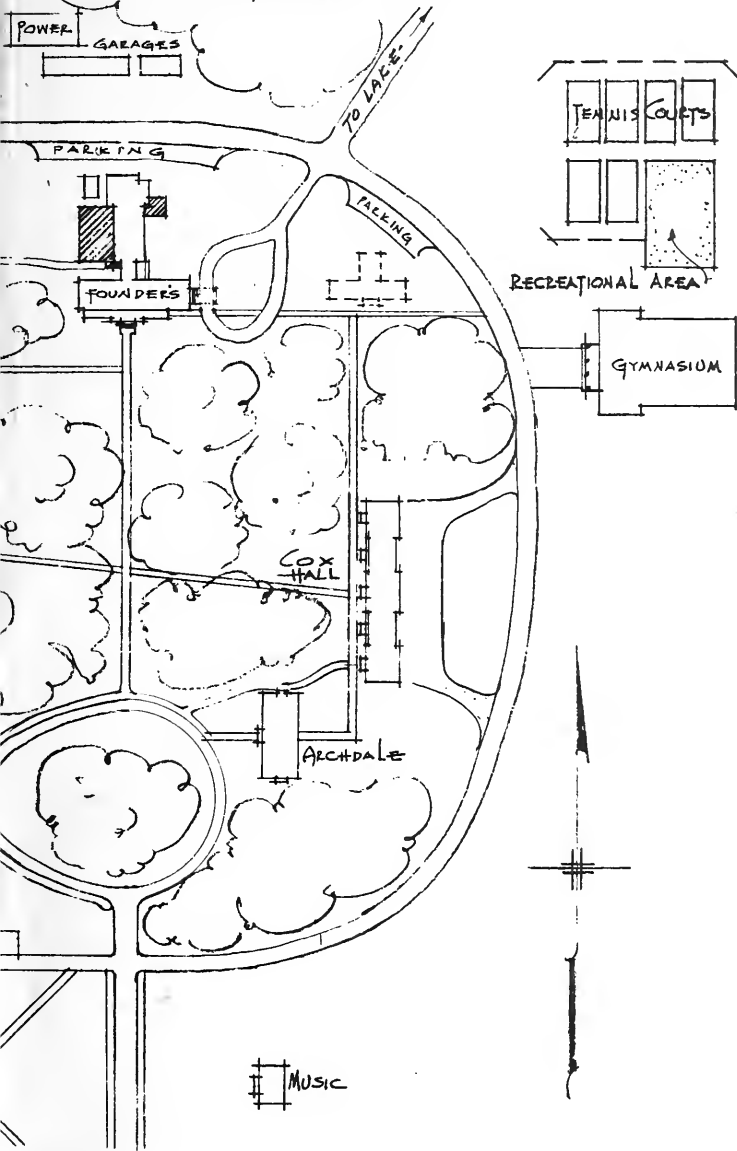 POWER
GARAGES
TO LAKE
PARKING
TENNIS COURTS
PARKING
RECREATIONAL AREA
FOUNDERS
GYMNASIUM
COX
HALL
ARCHDALE
MUSIC